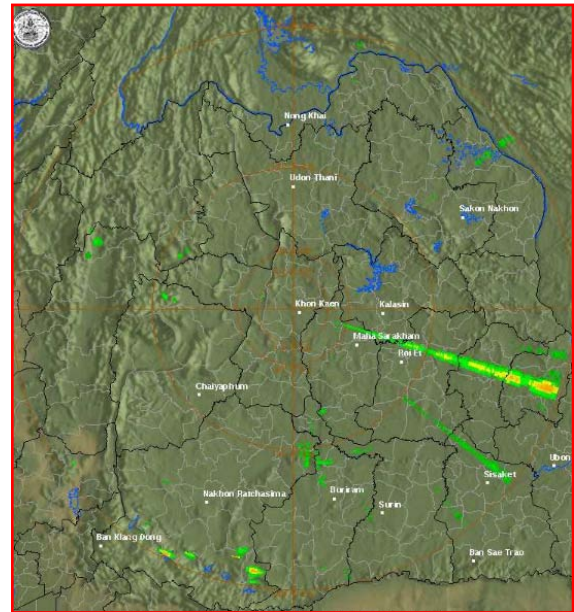 Nong Khai
Udon Thani
Sakon Nakhon
Khon Kaen
Kalasin
Maha Sarakham
Roi Et
Chaiyaphum
Ubon
Sisaket
Nakhon Ratchasima
Buriram
Surin
Ban Klang Dong
Ban Sae Trao